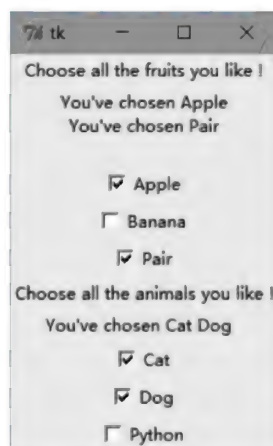 tk
Choose all the fruits you like !
You've chosen Apple
You've chosen Pair
Apple
Banana
Pair
Choose all the animals you like !
You've chosen Cat Dog
Cat
Dog
Python